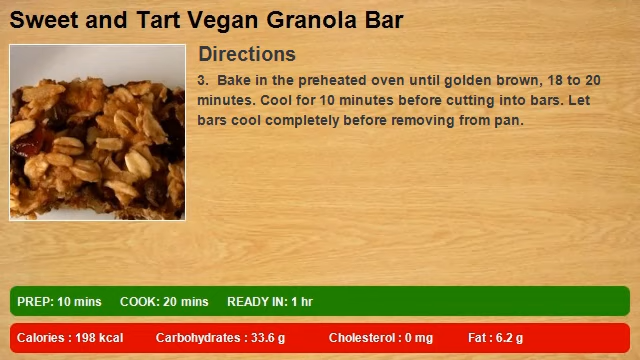 Sweet and Tart Vegan Granola Bar
Directions
3. Bake in the preheated oven until golden brown, 18 to 20
minutes. Cool for 10 minutes before cutting into bars. Let
bars cool completely before removing from pan.
PREP: 10 mins COOK: 20 mins READY IN: 1 hr
Calories : 198 kcal Carbohydrates : 33.6 g Cholesterol : 0 mg Fat : 6.2 g